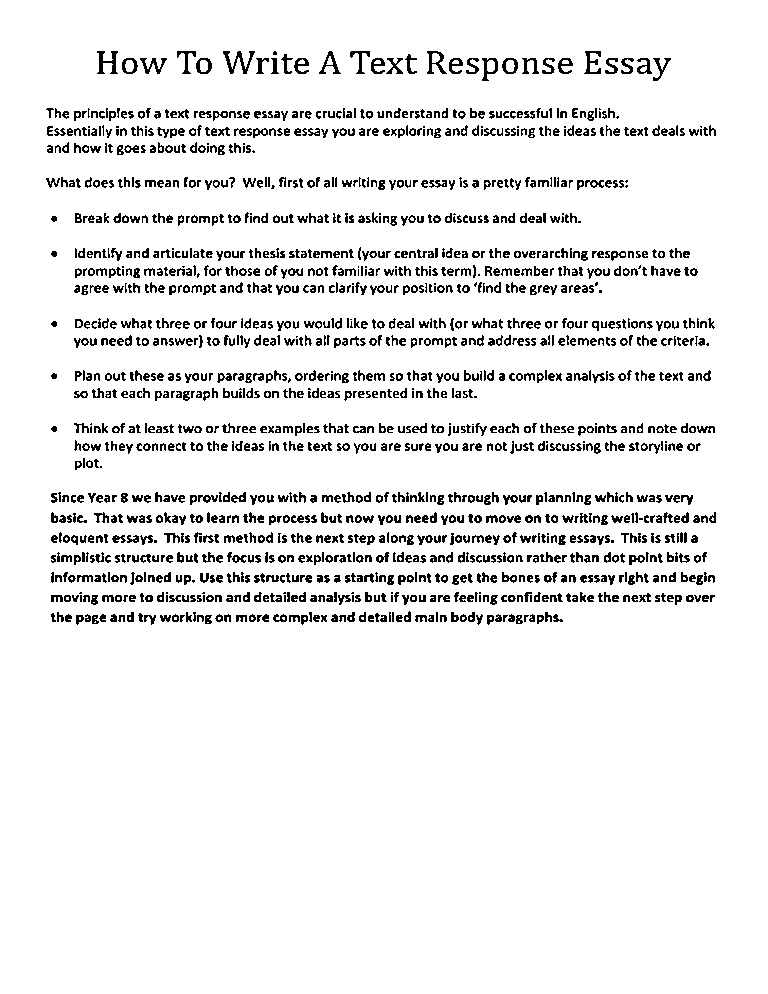 How To Write A Text Response Essay
The principles of a text response essay are crucial to understand to be successful in English.
Essentially in this type of text response essay you are exploring and discussing the ideas the text deals with
and how it goes about doing this.
What does this mean for you?  Well, first of all writing your essay is a pretty familiar process:
• Break down the prompt to find out what it is asking you to discuss and deal with.
• Identify and articulate your thesis statement (your central idea or the overarching response to the
prompting material, for those of you not familiar with this term). Remember that you don't have to
agree with the prompt and that you can clarify your position to 'find the grey areas'.
• Decide what three or four ideas you would like to deal with (or what three or four questions you think
you need to answer) to fully deal with all parts of the prompt and address all elements of the criteria.
• Plan out these as your paragraphs, ordering them so that you build a complex analysis of the text and
so that each paragraph builds on the ideas presented in the last.
• Think of at least two or three examples that can be used to justify each of these points and note down
how they connect to the ideas in the text so you are sure you are not just discussing the storyline or
plot.
Since Year 8 we have provided you with a method of thinking through your planning which was very
basic.  That was okay to learn the process but now you need you to move on to writing well-crafted and
eloquent essays.  This first method is the next step along your journey of writing essays.  This is still a
simplistic structure but the focus is on exploration of ideas and discussion rather than dot point bits of
information joined up. Use this structure as a starting point to get the bones of an essay right and begin
moving more to discussion and detailed analysis but if you are feeling confident take the next step over
the page and try working on more complex and detailed main body paragraphs.